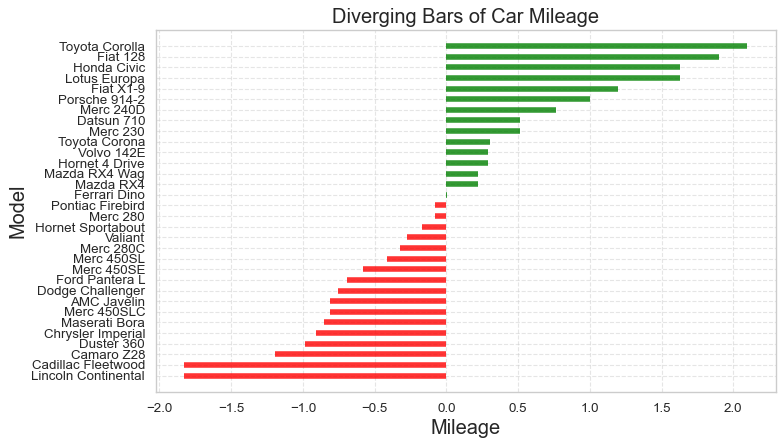 Diverging Bars of Car Mileage
Model
Toyota Corolla
Fiat 128
Honda Civic
Lotus Europa
Fiat X1-9
Porsche 914-2
Merc 240D
Datsun 710
Merc 230
Toyota Corona
Volvo 142E
Hornet 4 Drive
Mazda RX4 Wag
Mazda RX4
Ferrari Dino
Pontiac Firebird
Merc 280
Hornet Sportabout
Valiant
Merc 280C
Merc 450SL
Merc 450SE
Ford Pantera L
Dodge Challenger
AMC Javelin
Merc 450SLC
Maserati Bora
Chrysler Imperial
Duster 360
Camaro Z28
Cadillac Fleetwood
Lincoln Continental
−2.0 −1.5 −1.0 −0.5 0.0 0.5 1.0 1.5 2.0
Mileage